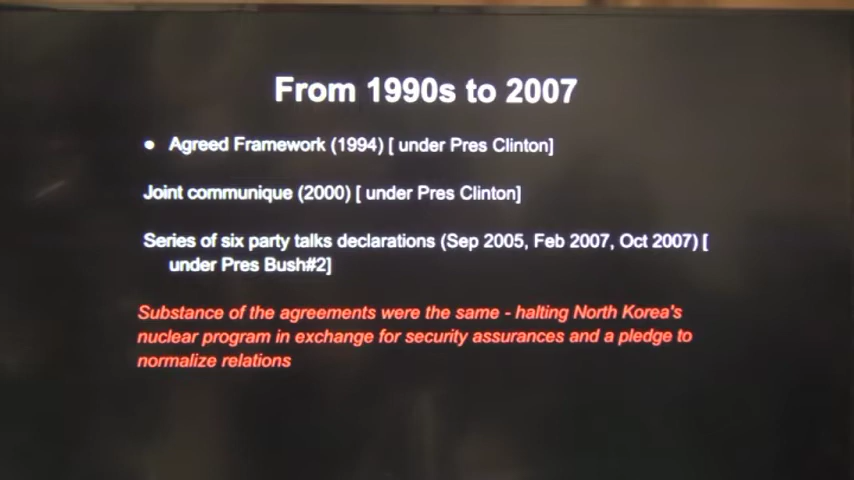 From 1990s to 2007
● Agreed Framework (1994) [ under Pres Clinton]
Joint communique (2000) [ under Pres Clinton]
Series of six party talks declarations (Sep 2005, Feb 2007, Oct 2007) [
under Pres Bush#2]
Substance of the agreements were the same - halting North Korea's
nuclear program in exchange for security assurances and a pledge to
normalize relations